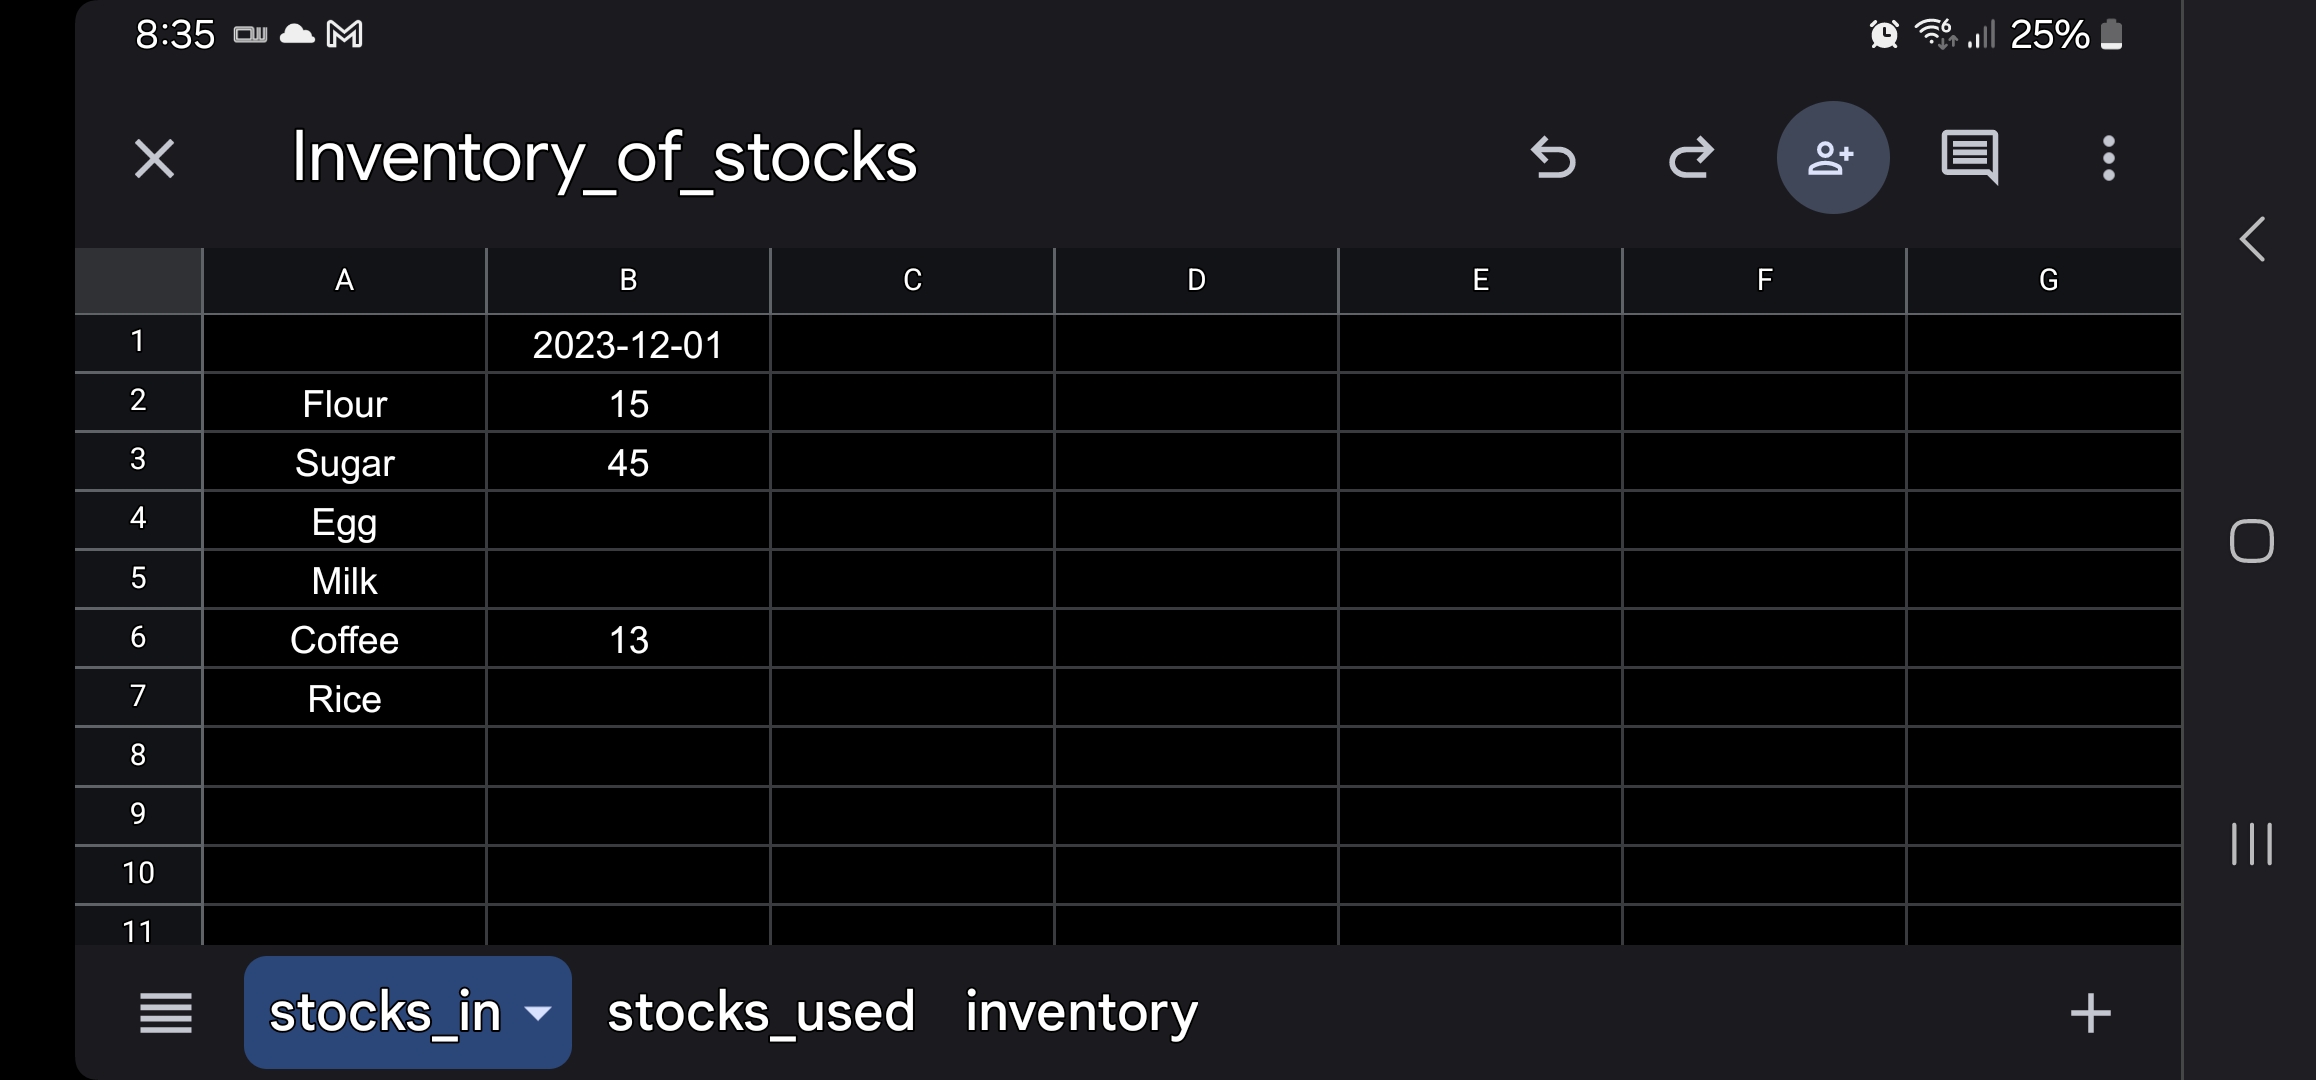 8:35 25%
Inventory_of_stocks
A B C D E F G
1 2023-12-01
2 Flour 15
3 Sugar 45
4 Egg
5 Milk
6 Coffee 13
7 Rice
8
9
10
11
stocks_in stocks_used inventory